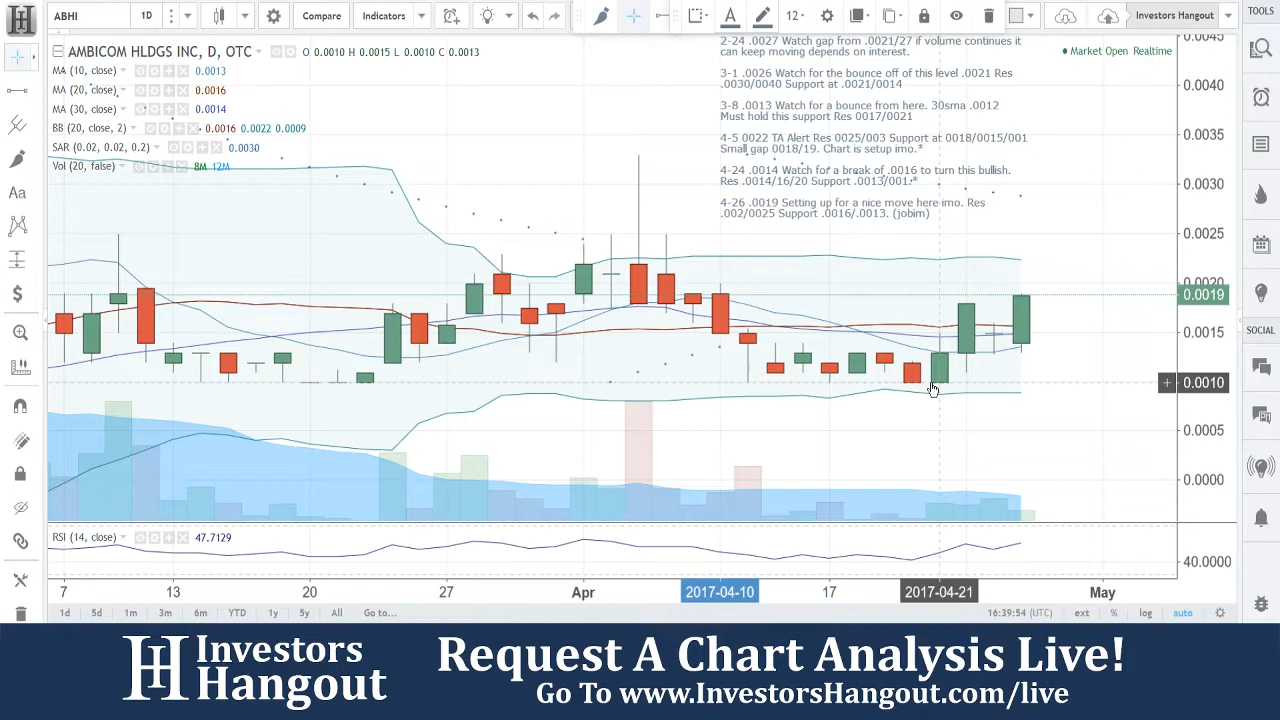 ABHI 1D Compare Indicators 12 Investors Hangout TOOLS
AMBICOM HLDGS INC, D, OTC O 0.0010 H 0.0015 L 0.0010 C 0.0013
MA (10, close) 0.0013
MA (20, close) 0.0016
MA (30, close) 0.0014
BB (20, close, 2) 0.0016 0.0022 0.0009
SAR (0.02, 0.02, 0.2) 0.0030
Vol (20, false) 8M 12M
2-24 .0027 Watch gap from .0021/27 if volume continues it
can keep moving depends on interest.
3-1 .0026 Watch for the bounce off of this level .0021 Res
.0030/0040 Support at .0021/0014
3-8 .0013 Watch for a bounce from here. 30sma .0012
Must hold this support Res 0017/0021
4-5 0022 TA Alert Res 0025/003 Support at 0018/0015/001
Small gap 0018/19. Chart is setup imo.*
4-24 .0014 Watch for a break of .0016 to turn this bullish.
Res .0014/16/20 Support .0013/001.*
4-26 .0019 Setting up for a nice move here imo. Res
.002/0025 Support .0016/.0013. (jobim)
Market Open Realtime
0.0045
0.0040
0.0035
0.0030
0.0025
0.0020
0.0019
0.0015
0.0010
0.0005
0.0000
SOCIAL
RSI (14, close) 47.7129
40.0000
7 13 20 27 Apr 2017-04-10 17 2017-04-21 May
1d 5d 1m 3m 6m YTD 1y 5y All Go to... 16:39:54 (UTC) ext % log auto
Investors
Hangout
Request A Chart Analysis Live!
Go To www.InvestorsHangout.com/live